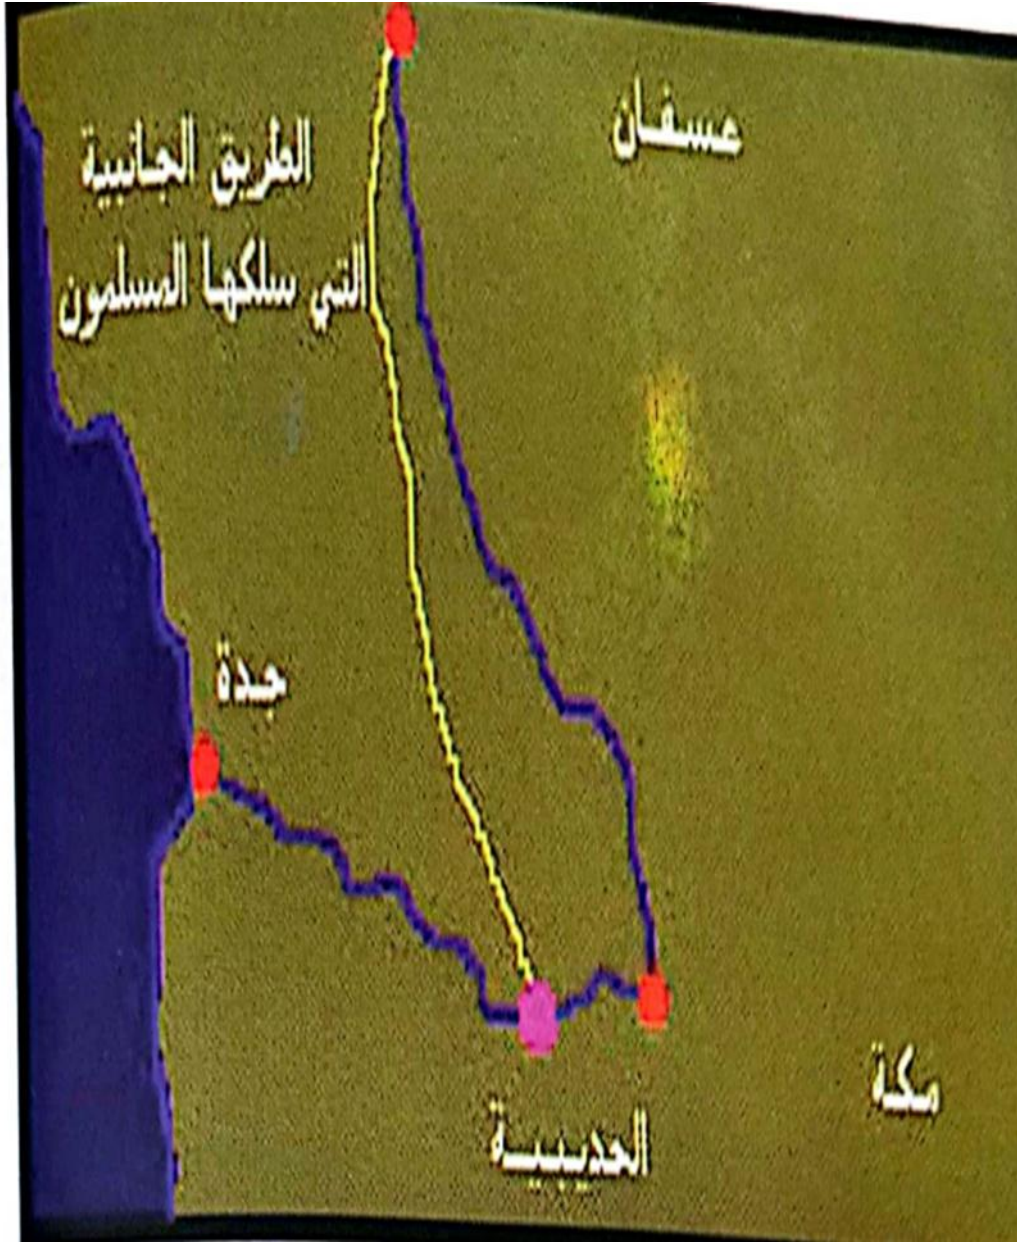 عسفان
الطريق الجانبية
التي سلكها المسلمون
جدة
مكة
الحديبية